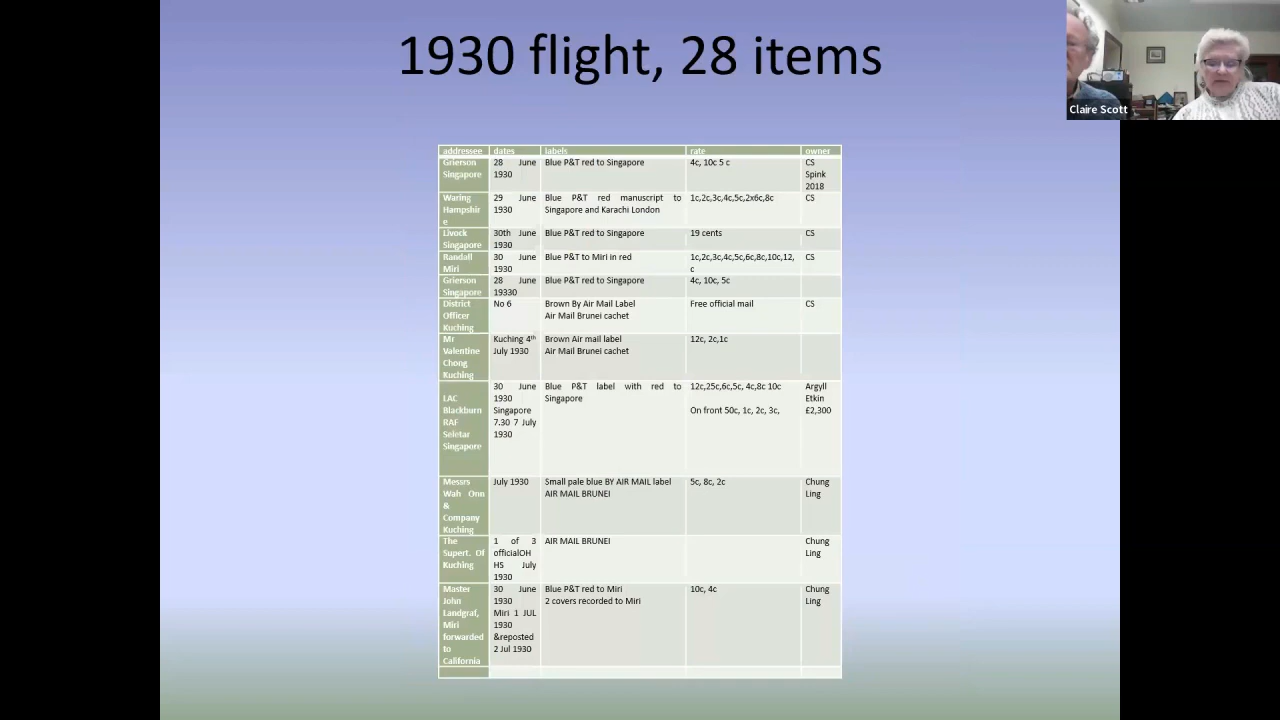 1930 flight, 28 items
Claire Scott
addressee dates labels rate owner
Grierson Singapore 28 June 1930 Blue P&T red to Singapore 4c, 10c 5 c CS Spink 2018
Waring Hampshire 29 June 1930 Blue P&T red manuscript to Singapore and Karachi London 1c,2c,3c,4c,5c,2x6c,8c CS
Livock Singapore 30th June 1930 Blue P&T red to Singapore 19 cents CS
Randall Miri 30 June 1930 Blue P&T to Miri in red 1c,2c,3c,4c,5c,6c,8c,10c,12,c CS
Grierson Singapore 28 June 19330 Blue P&T red to Singapore 4c, 10c, 5c
District Officer Kuching No 6 Brown By Air Mail Label Air Mail Brunei cachet Free official mail CS
Mr Valentine Chong Kuching Kuching 4th July 1930 Brown Air mail label Air Mail Brunei cachet 12c, 2c,1c
LAC Blackburn RAF Seletar Singapore 30 June 1930 Singapore 7.30 7 July 1930 Blue P&T label with red to Singapore 12c,25c,6c,5c, 4c,8c 10c On front 50c, 1c, 2c, 3c, Argyll Etkin £2,300
Messrs Wah Onn & Company Kuching July 1930 Small pale blue BY AIR MAIL label AIR MAIL BRUNEI 5c, 8c, 2c Chung Ling
The Supert. Of Kuching 1 of 3 officialOH HS July 1930 AIR MAIL BRUNEI Chung Ling
Master John Landgraf, Miri forwarded to California 30 June 1930 Miri 1 JUL 1930 &reposted 2 Jul 1930 Blue P&T red to Miri 2 covers recorded to Miri 10c, 4c Chung Ling